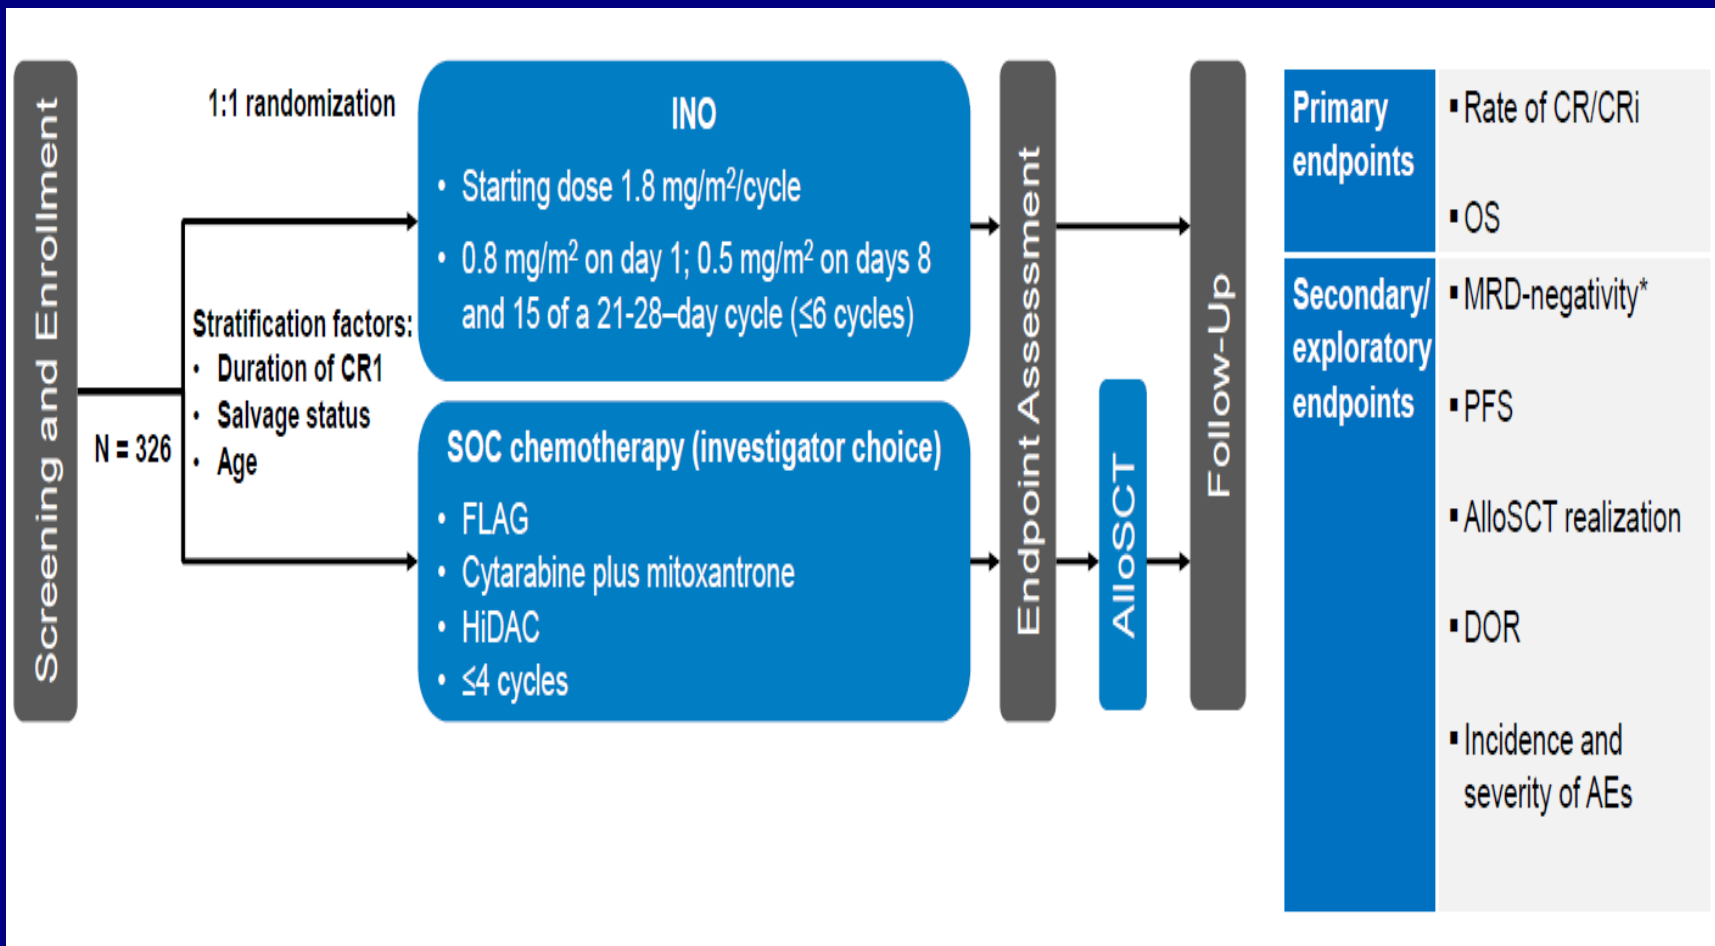 Screening and Enrollment
1:1 randomization
N = 326
Stratification factors:
• Duration of CR1
• Salvage status
• Age
INO
• Starting dose 1.8 mg/m²/cycle
• 0.8 mg/m² on day 1; 0.5 mg/m² on days 8
and 15 of a 21-28–day cycle (≤6 cycles)
SOC chemotherapy (investigator choice)
• FLAG
• Cytarabine plus mitoxantrone
• HiDAC
• ≤4 cycles
Endpoint Assessment
AlloSCT
Follow-Up
Primary
endpoints
▪ Rate of CR/CRi
▪ OS
Secondary/
exploratory
endpoints
▪ MRD-negativity*
▪ PFS
▪ AlloSCT realization
▪ DOR
▪ Incidence and
severity of AEs